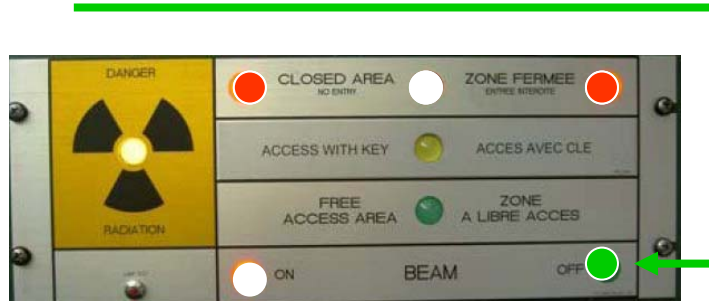 DANGER
RADIATION
CLOSED AREA
NO ENTRY
ZONE FERMEE
ENTREE INTERDITE
ACCESS WITH KEY
ACCES AVEC CLE
FREE
ACCESS AREA
ZONE
A LIBRE ACCES
ON
BEAM
OFF